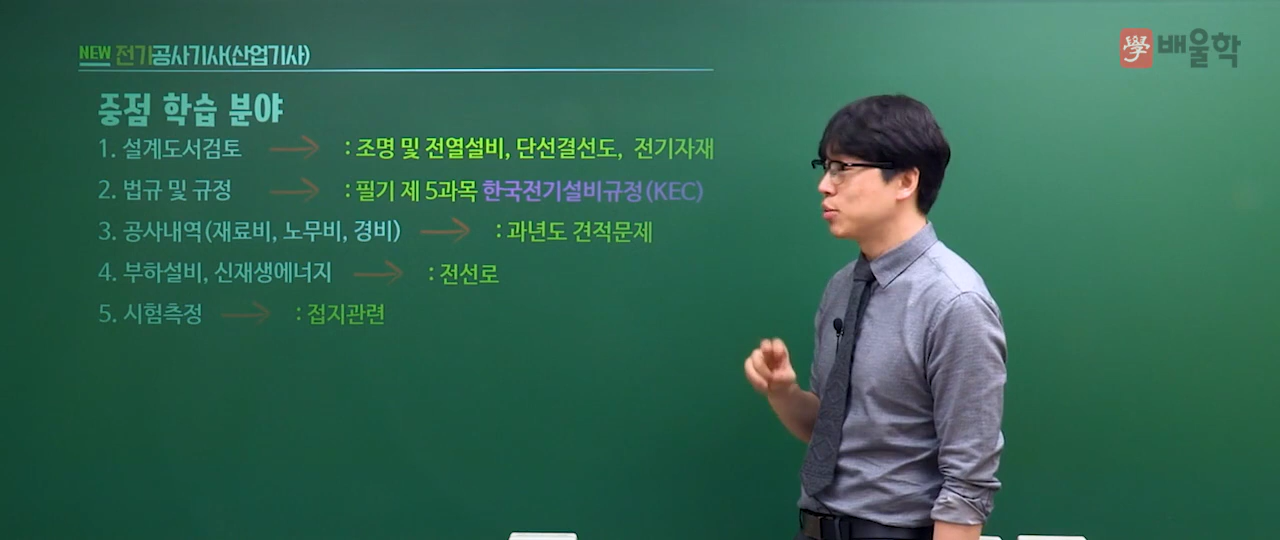 NEW 전기공사기사(산업기사)
學 배울학
중점 학습 분야
1. 설계도서검토 → : 조명 및 전열설비, 단선결선도, 전기자재
2. 법규 및 규정 → : 필기 제 5과목 한국전기설비규정(KEC)
3. 공사내역(재료비, 노무비, 경비) → : 과년도 견적문제
4. 부하설비, 신재생에너지 → : 전선로
5. 시험측정 → : 접지관련